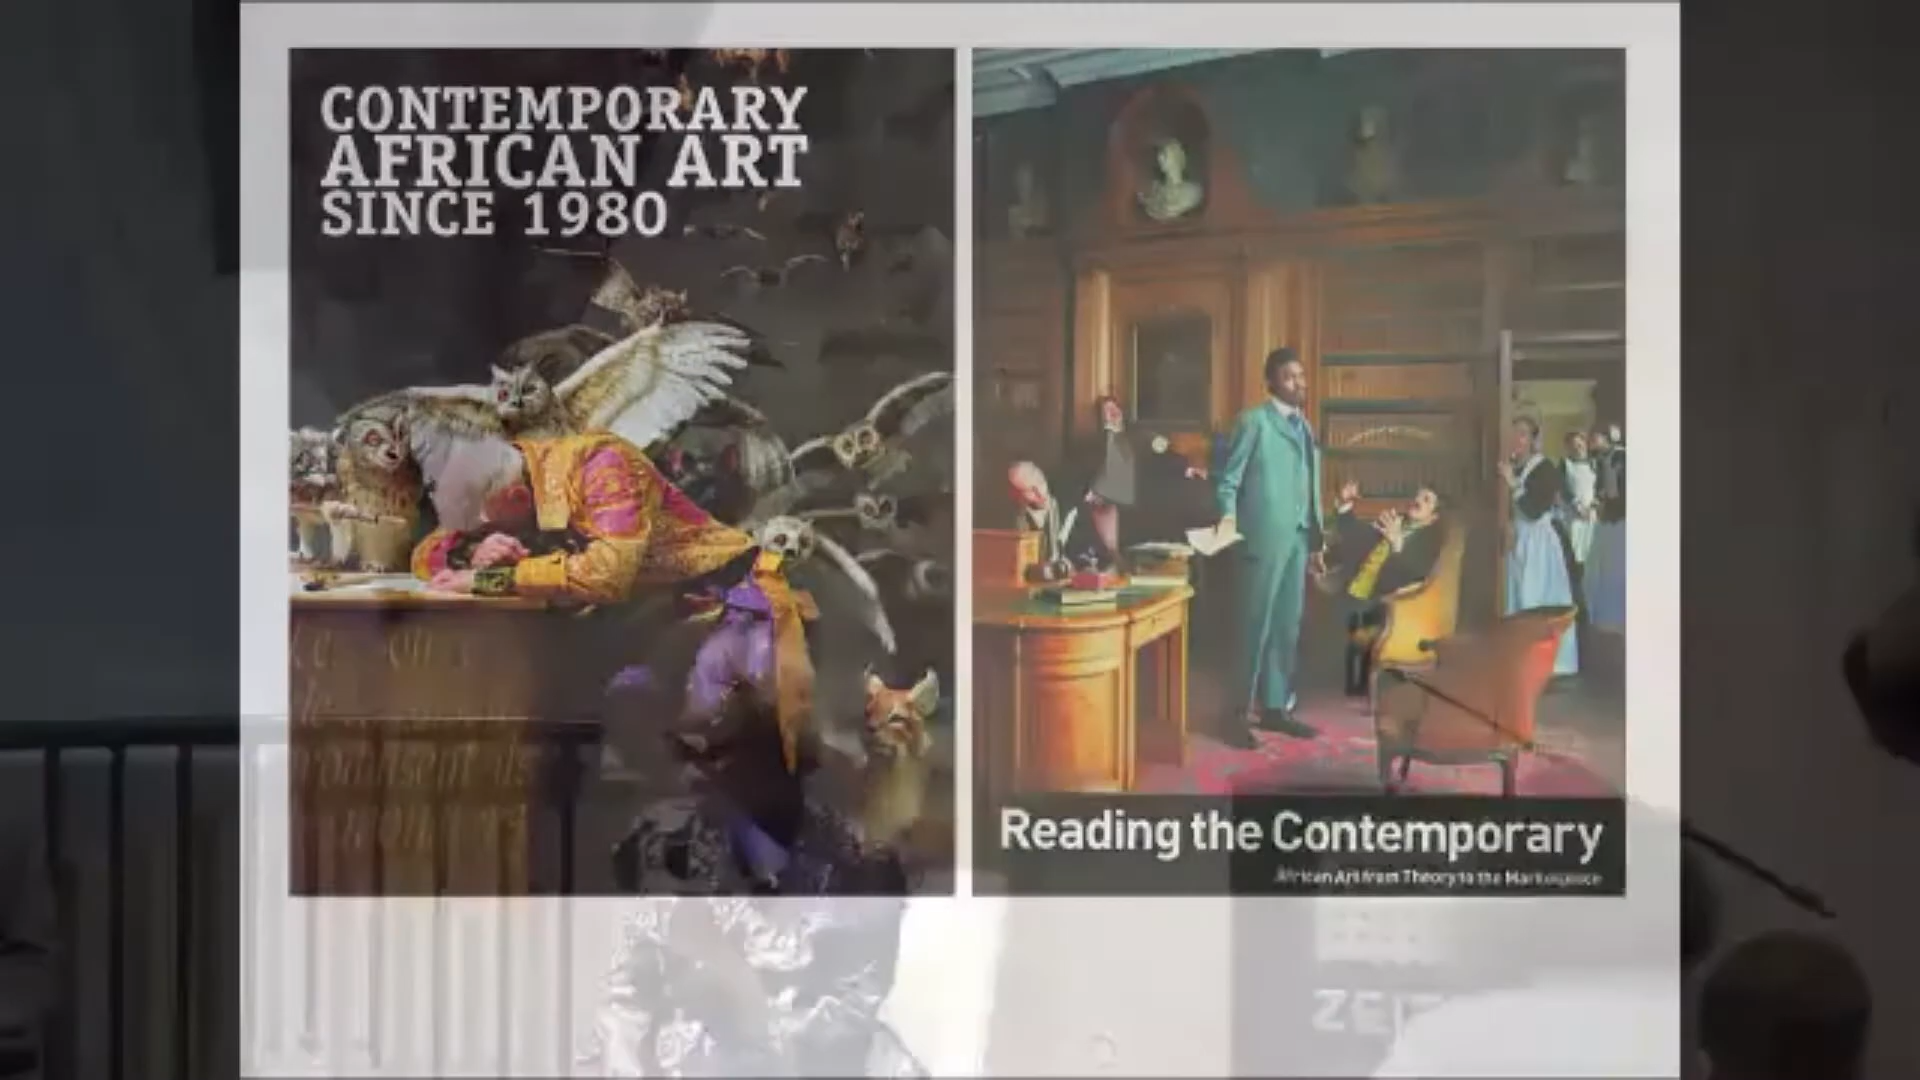 CONTEMPORARY
AFRICAN ART
SINCE 1980
Reading the Contemporary
African Art from Theory to the Marketplace